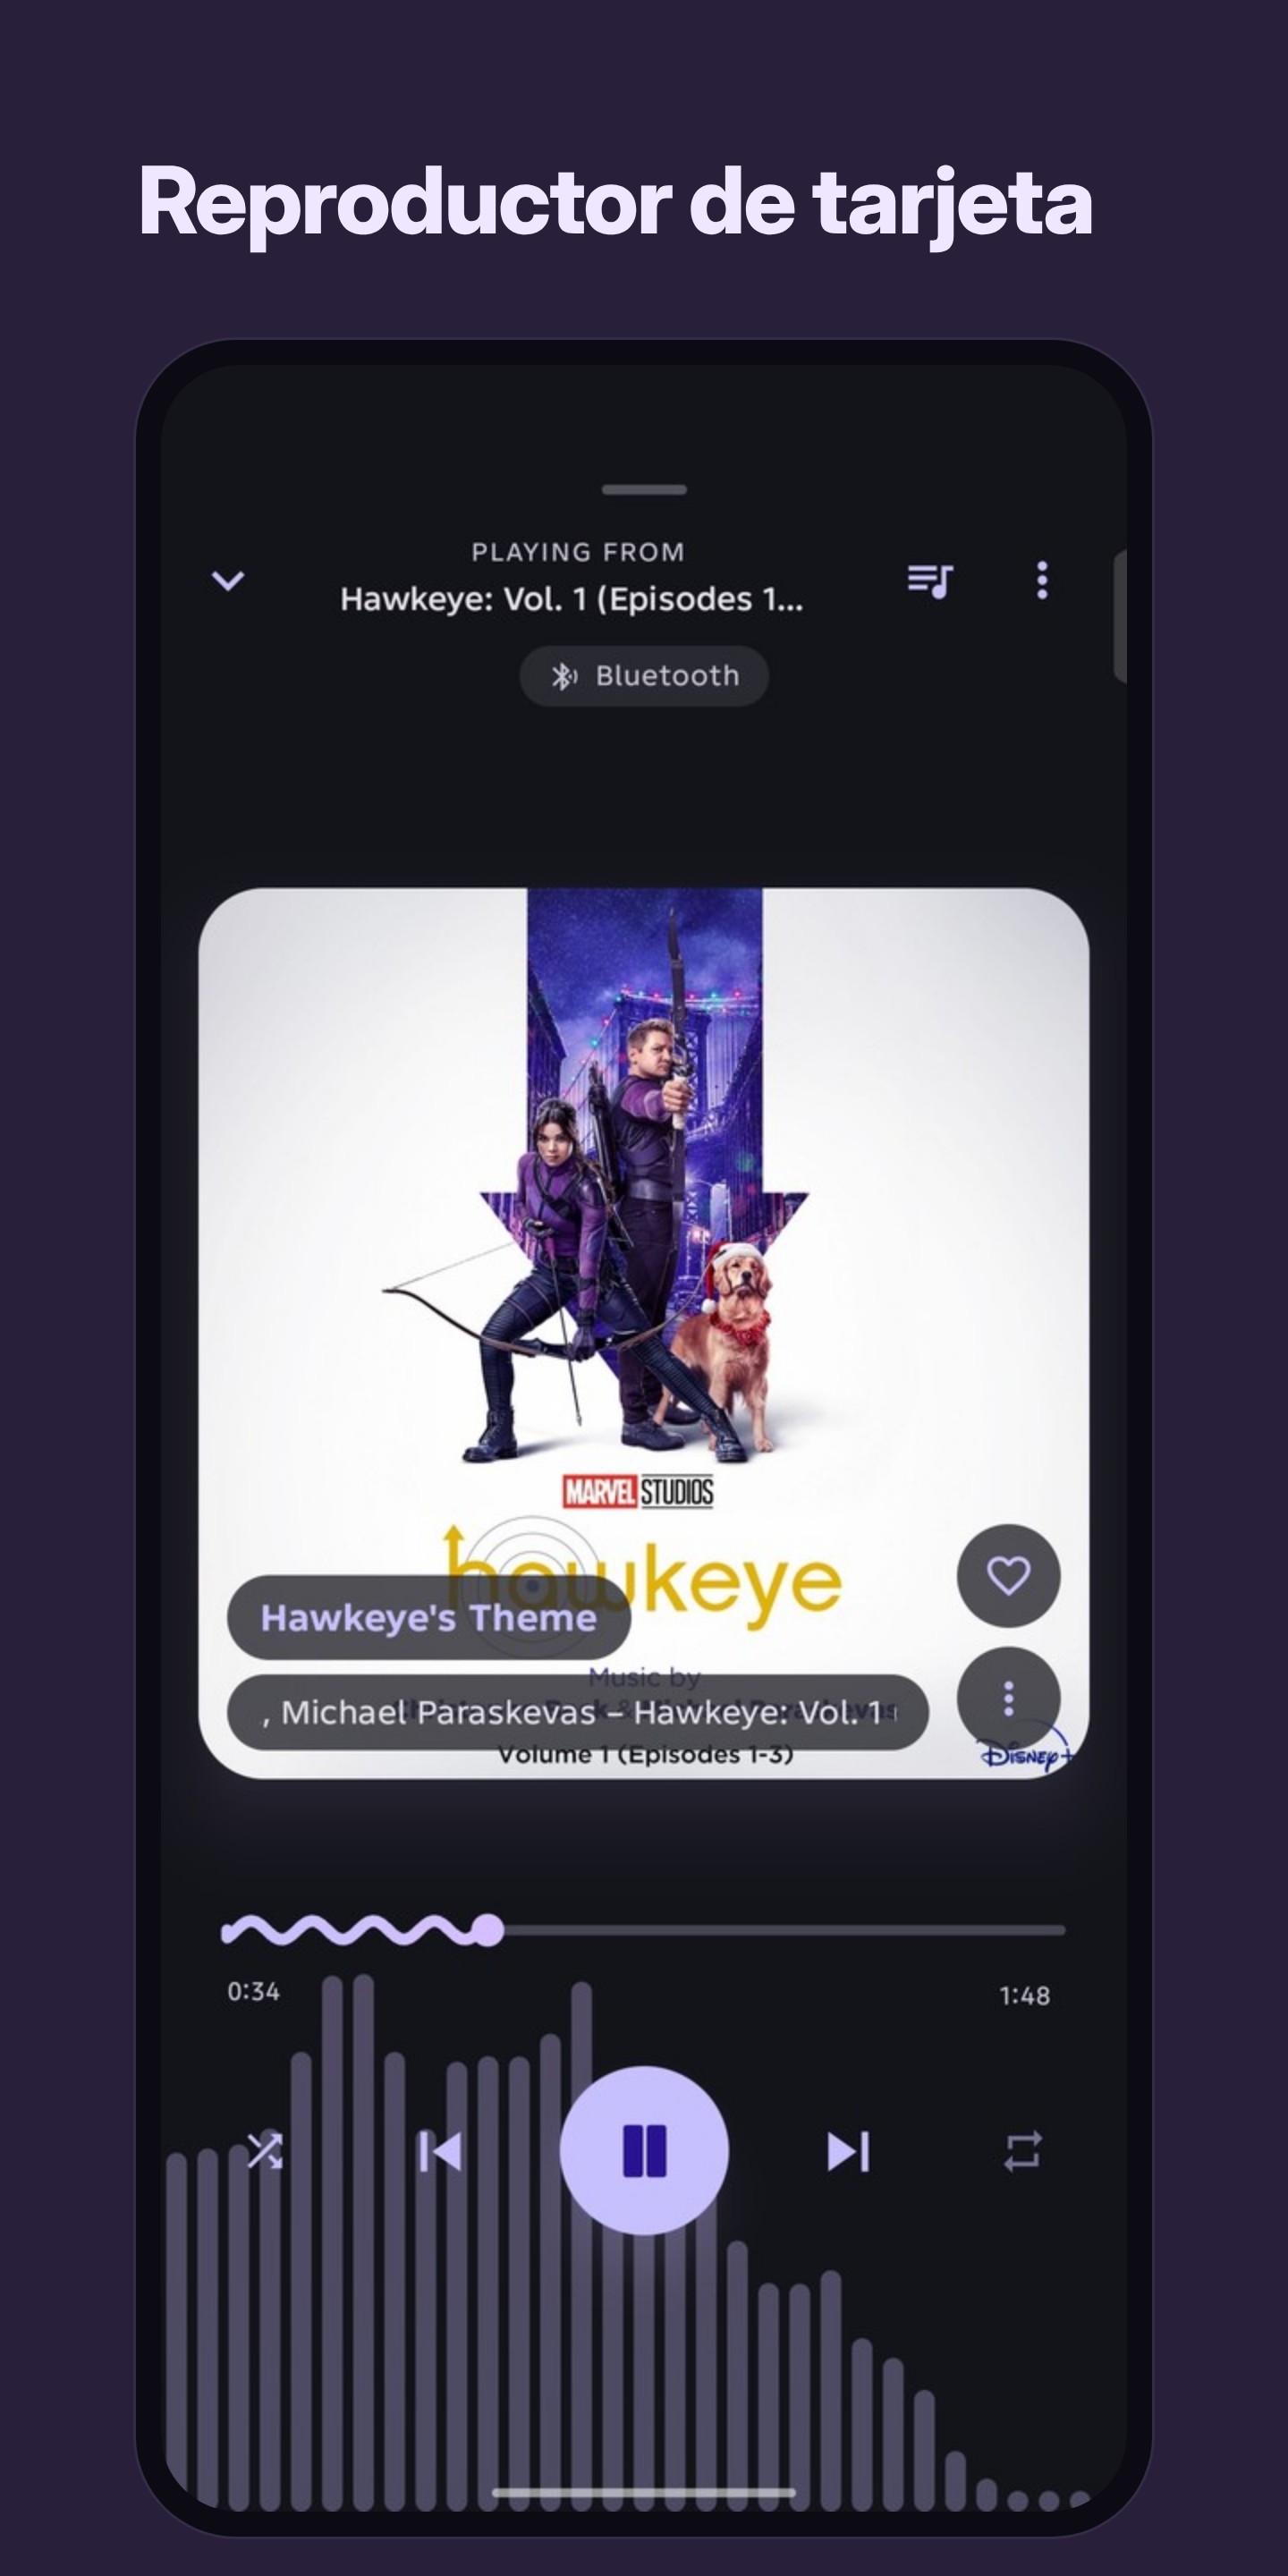 Reproductor de tarjeta
PLAYING FROM
Hawkeye: Vol. 1 (Episodes 1...
Bluetooth
MARVEL STUDIOS
hawkeye
Hawkeye's Theme
Music by
, Michael Paraskevas – Hawkeye: Vol. 1
Volume 1 (Episodes 1-3)
Disney+
0:34
1:48